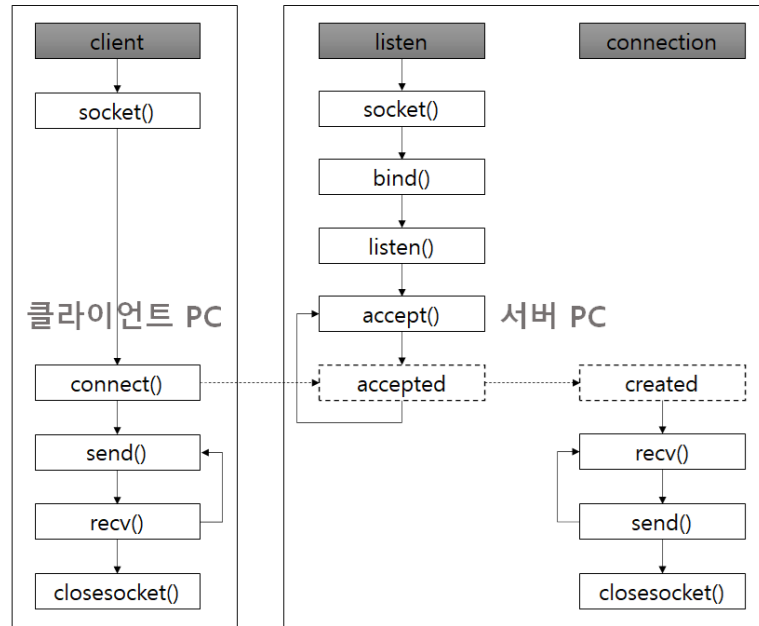 client
socket()
클라이언트 PC
connect()
send()
recv()
closesocket()
listen
socket()
bind()
listen()
accept()
서버 PC
accepted
connection
created
recv()
send()
closesocket()